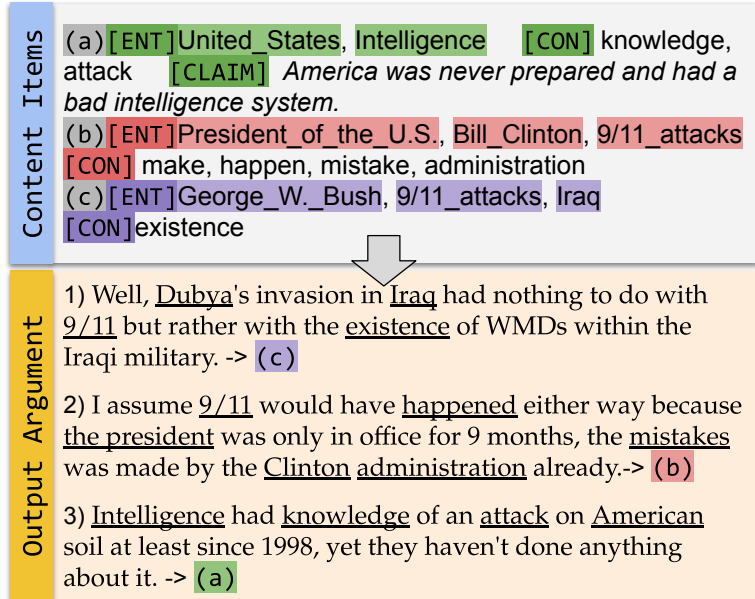 Content Items
(a)[ENT]United_States, Intelligence [CON] knowledge,
attack [CLAIM] America was never prepared and had a
bad intelligence system.
(b)[ENT]President_of_the_U.S., Bill_Clinton, 9/11_attacks
[CON] make, happen, mistake, administration
(c)[ENT]George_W._Bush, 9/11_attacks, Iraq
[CON]existence
Output Argument
1) Well, Dubya's invasion in Iraq had nothing to do with
9/11 but rather with the existence of WMDs within the
Iraqi military. -> (c)
2) I assume 9/11 would have happened either way because
the president was only in office for 9 months, the mistakes
was made by the Clinton administration already.-> (b)
3) Intelligence had knowledge of an attack on American
soil at least since 1998, yet they haven't done anything
about it. -> (a)